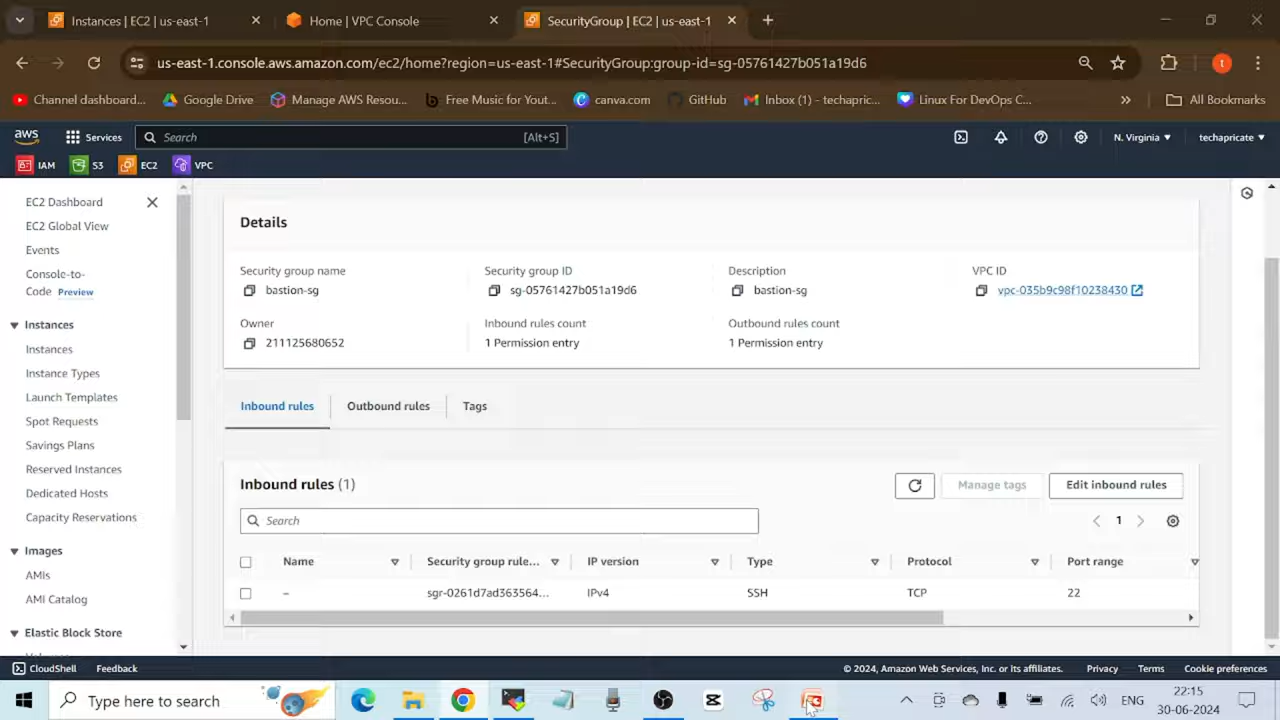 Instances | EC2 | us-east-1
Home | VPC Console
SecurityGroup | EC2 | us-east-1
us-east-1.console.aws.amazon.com/ec2/home?region=us-east-1#SecurityGroup:group-id=sg-05761427b051a19d6
t
Channel dashboard...
Google Drive
Manage AWS Resou...
Free Music for Yout...
canva.com
GitHub
Inbox (1) - techapric...
Linux For DevOps C...
All Bookmarks
aws
Services
Search
[Alt+S]
N. Virginia
techapricate
IAM
S3
EC2
VPC
EC2 Dashboard
EC2 Global View
Events
Console-to-
Code Preview
Instances
Instances
Instance Types
Launch Templates
Spot Requests
Savings Plans
Reserved Instances
Dedicated Hosts
Capacity Reservations
Images
AMIs
AMI Catalog
Elastic Block Store
Details
Security group name
bastion-sg
Security group ID
sg-05761427b051a19d6
Description
bastion-sg
VPC ID
vpc-035b9c98f10238430
Owner
211125680652
Inbound rules count
1 Permission entry
Outbound rules count
1 Permission entry
Inbound rules
Outbound rules
Tags
Inbound rules (1)
Manage tags
Edit inbound rules
Search
1
Name
Security group rule...
IP version
Type
Protocol
Port range
–
sgr-0261d7ad363564...
IPv4
SSH
TCP
22
CloudShell
Feedback
© 2024, Amazon Web Services, Inc. or its affiliates.
Privacy
Terms
Cookie preferences
Type here to search
ENG
22:15
30-06-2024